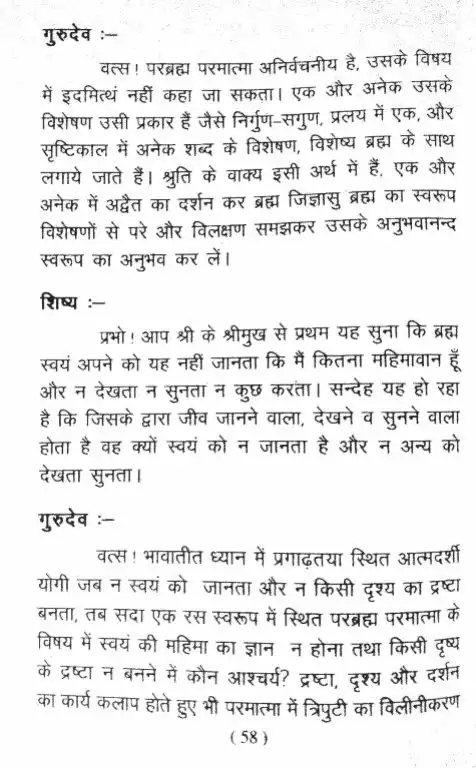 गुरुदेव :–
वत्स ! परब्रह्म परमात्मा अनिर्वचनीय है, उसके विषय
में इदमित्थं नहीं कहा जा सकता। एक और अनेक उसके
विशेषण उसी प्रकार हैं जैसे निर्गुण-सगुण, प्रलय में एक, और
सृष्टिकाल में अनेक शब्द के विशेषण, विशेष्य ब्रह्म के साथ
लगाये जाते हैं। श्रुति के वाक्य इसी अर्थ में हैं, एक और
अनेक में अद्वैत का दर्शन कर ब्रह्म जिज्ञासु ब्रह्म का स्वरूप
विशेषणों से परे और विलक्षण समझकर उसके अनुभवानन्द
स्वरूप का अनुभव कर लें।
शिष्य :–
प्रभो ! आप श्री के श्रीमुख से प्रथम यह सुना कि ब्रह्म
स्वयं अपने को यह नहीं जानता कि मैं कितना महिमावान हूँ
और न देखता न सुनता न कुछ करता। सन्देह यह हो रहा
है कि जिसके द्वारा जीव जानने वाला, देखने व सुनने वाला
होता है वह क्यों स्वयं को न जानता है और न अन्य को
देखता सुनता।
गुरुदेव :–
वत्स ! भावातीत ध्यान में प्रगाढ़तया स्थित आत्मदर्शी
योगी जब न स्वयं को जानता और न किसी दृश्य का द्रष्टा
बनता, तब सदा एक रस स्वरूप में स्थित परब्रह्म परमात्मा के
विषय में स्वयं की महिमा का ज्ञान न होना तथा किसी दृष्य
के द्रष्टा न बनने में कौन आश्चर्य? द्रष्टा, दृश्य और दर्शन
का कार्य कलाप होते हुए भी परमात्मा में त्रिपुटी का विलीनीकरण
( 58 )